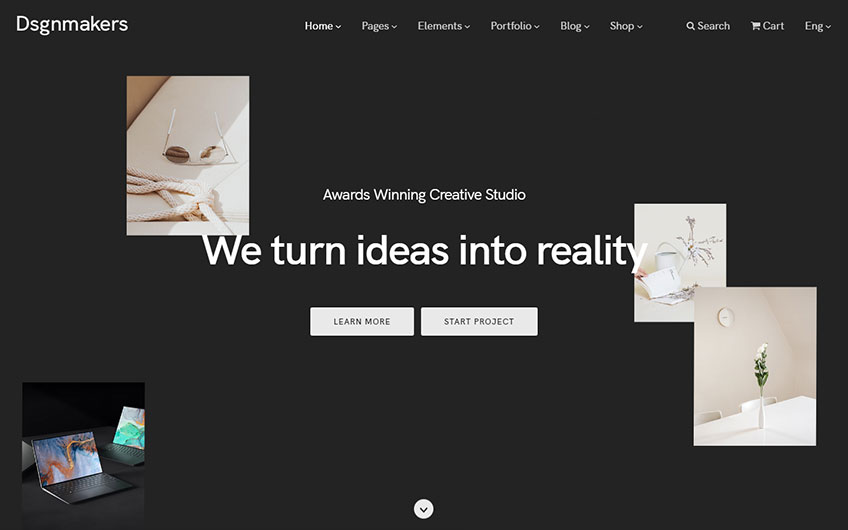 Dsgnmakers
Home Pages Elements Portfolio Blog Shop Search Cart Eng
Awards Winning Creative Studio
We turn ideas into reality
LEARN MORE START PROJECT